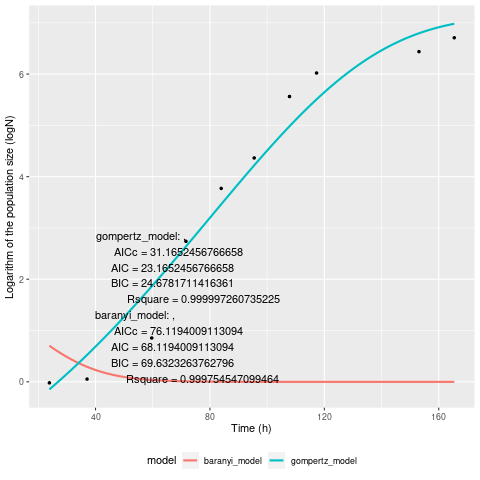 Logarithm of the population size (logN)
6
4
2
0
gompertz_model: ,
AICc = 31.1652456766658
AIC = 23.1652456766658
BIC = 24.6781711416361
Rsquare = 0.999997260735225
baranyi_model: ,
AICc = 76.1194009113094
AIC = 68.1194009113094
BIC = 69.6323263762796
Rsquare = 0.999754547099464
40 80 120 160
Time (h)
model baranyi_model gompertz_model